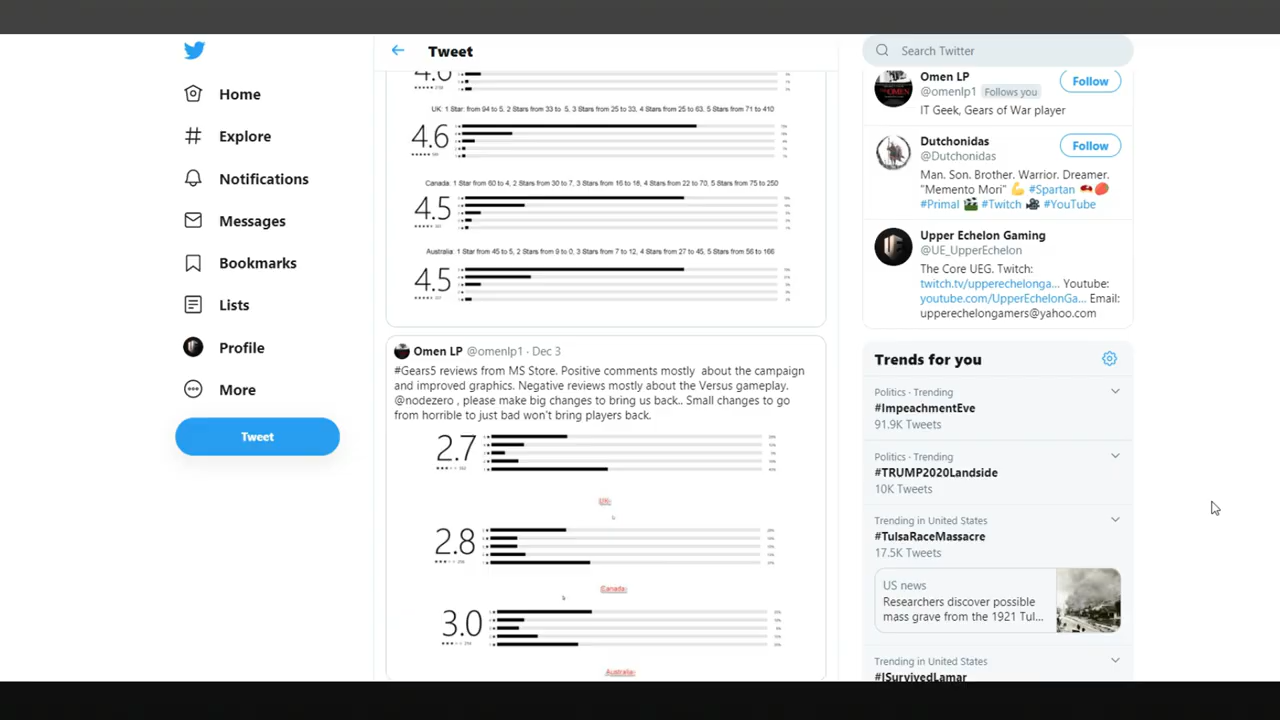 Home
Explore
Notifications
Messages
Bookmarks
Lists
Profile
More
Tweet
Tweet
UK: 1 Star: from 94 to 5, 2 Stars from 33 to 5, 3 Stars from 25 to 33, 4 Stars from 25 to 63, 5 Stars from 71 to 410
4.6
Canada: 1 Star from 60 to 4, 2 Stars from 30 to 7, 3 Stars from 16 to 18, 4 Stars from 22 to 70, 5 Stars from 75 to 250
4.5
Australia: 1 Star from 45 to 5, 2 Stars from 9 to 0, 3 Stars from 7 to 12, 4 Stars from 27 to 45, 5 Stars from 56 to 166
4.5
Omen LP @omenlp1 · Dec 3
#Gears5 reviews from MS Store. Positive comments mostly about the campaign
and improved graphics. Negative reviews mostly about the Versus gameplay.
@nodezero , please make big changes to bring us back.. Small changes to go
from horrible to just bad won't bring players back.
2.7
UK:
2.8
Canada:
3.0
Australia:
Search Twitter
Omen LP
@omenlp1 Follows you
Follow
IT Geek, Gears of War player
Dutchonidas
@Dutchonidas
Follow
Man. Son. Brother. Warrior. Dreamer.
"Memento Mori" 💪 #Spartan
#Primal 🎬 #Twitch 🎥 #YouTube
Upper Echelon Gaming
@UE_UpperEchelon
The Core UEG. Twitch:
twitch.tv/upperechelonga... Youtube:
youtube.com/UpperEchelonGa... Email:
upperechelongamers@yahoo.com
Trends for you
Politics · Trending
#ImpeachmentEve
91.9K Tweets
Politics · Trending
#TRUMP2020Landside
10K Tweets
Trending in United States
#TulsaRaceMassacre
17.5K Tweets
US news
Researchers discover possible
mass grave from the 1921 Tul...
Trending in United States
#ISurvivedLamar